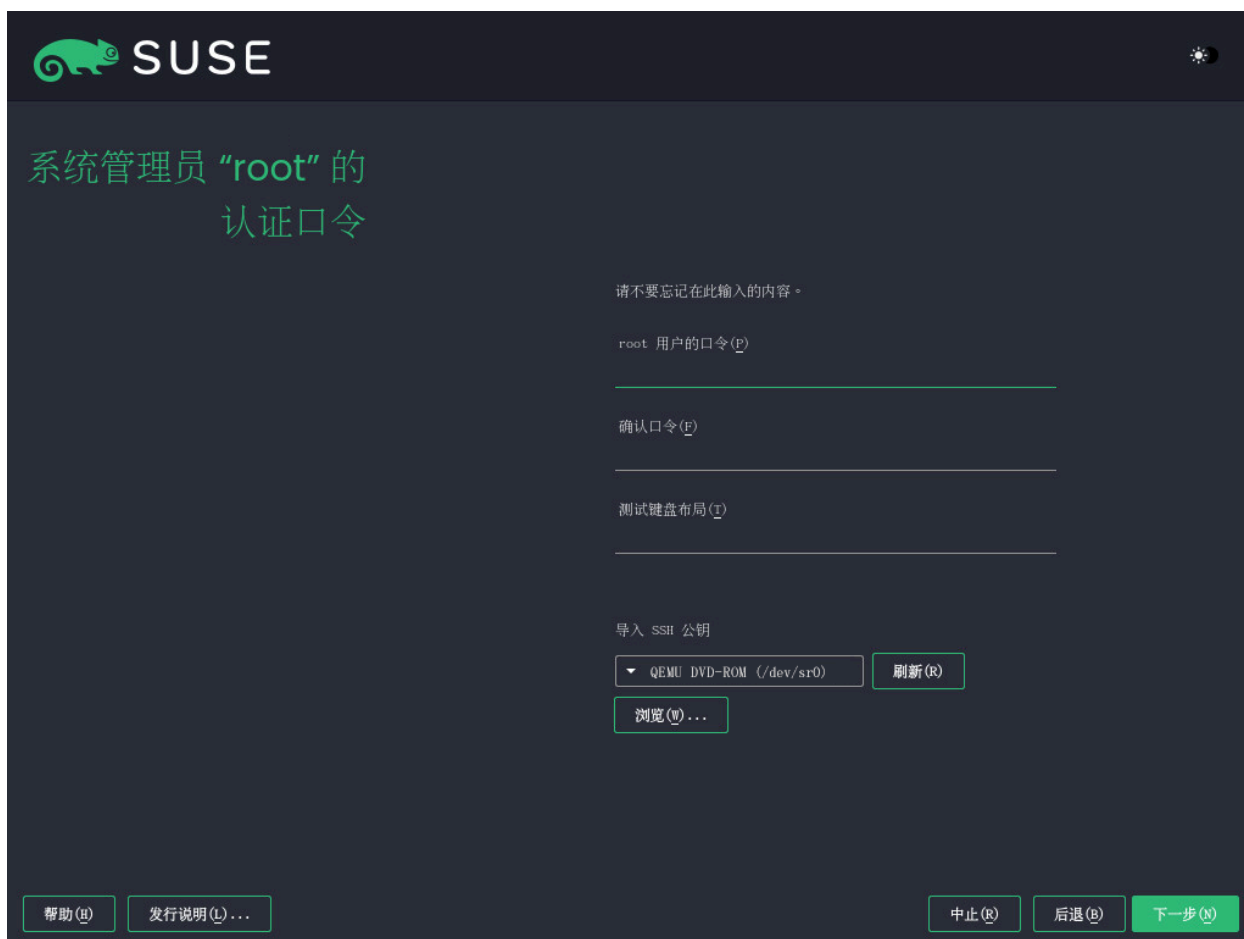 SUSE
系统管理员 “root” 的
认证口令
请不要忘记在此输入的内容。
root 用户的口令(P)
确认口令(F)
测试键盘布局(T)
导入 SSH 公钥
QEMU DVD-ROM (/dev/sr0) 刷新(R)
浏览(W)...
帮助(H) 发行说明(L)... 中止(R) 后退(B) 下一步(N)